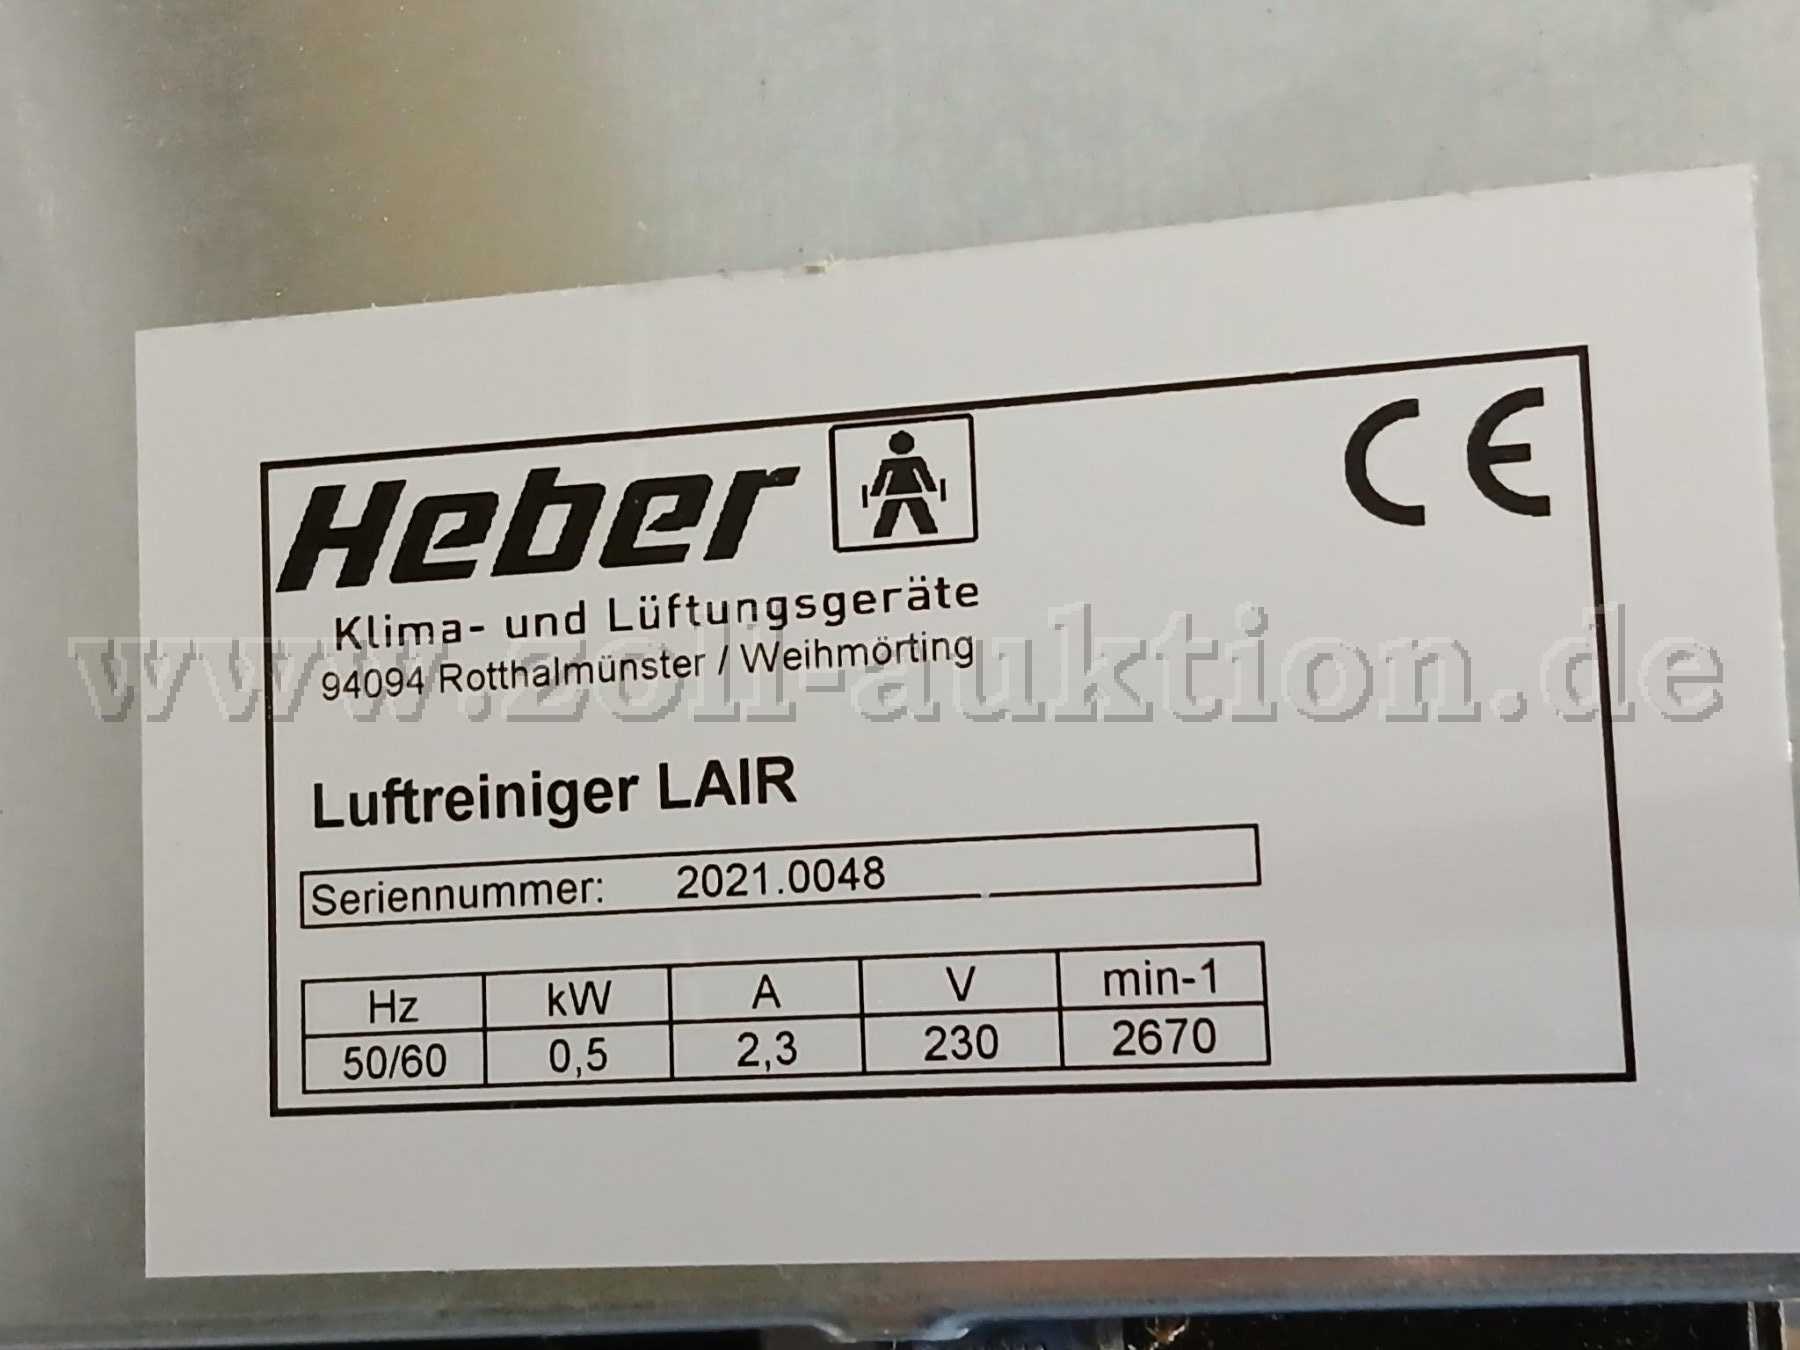 Heber
CE
Klima- und Lüftungsgeräte
94094 Rotthalmünster / Weihmörting
www.zoll-auktion.de
Luftreiniger LAIR
Seriennummer: 2021.0048
Hz kW A V min-1
50/60 0,5 2,3 230 2670